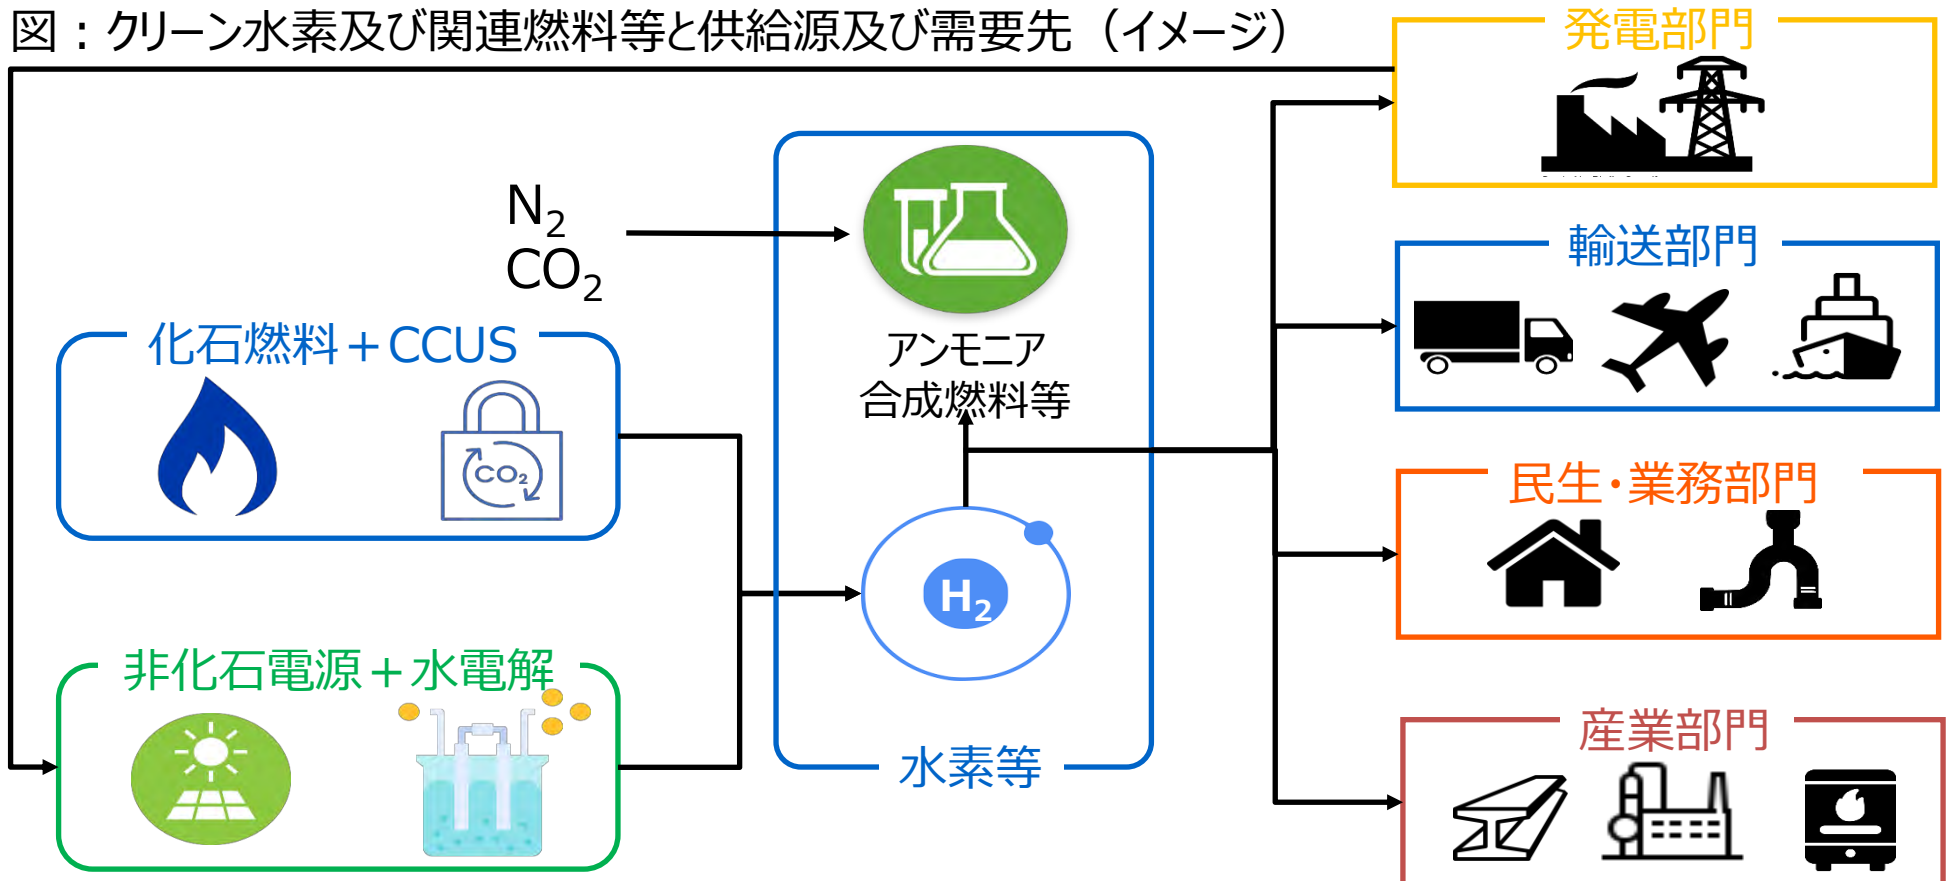 図：クリーン水素及び関連燃料等と供給源及び需要先（イメージ）
発電部門
N₂
CO₂
輸送部門
化石燃料＋CCUS
アンモニア
合成燃料等
CO₂
民生・業務部門
H₂
非化石電源＋水電解
産業部門
水素等